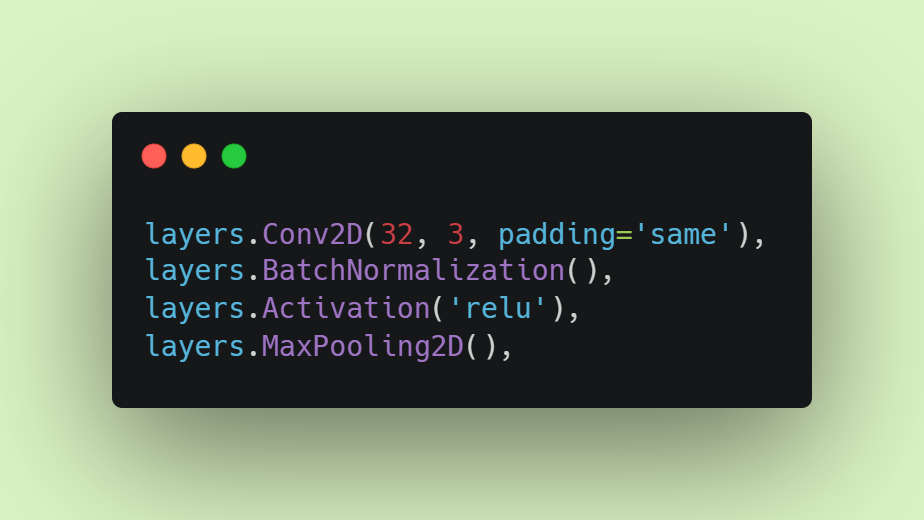 layers.Conv2D(32, 3, padding='same'),
layers.BatchNormalization(),
layers.Activation('relu'),
layers.MaxPooling2D(),